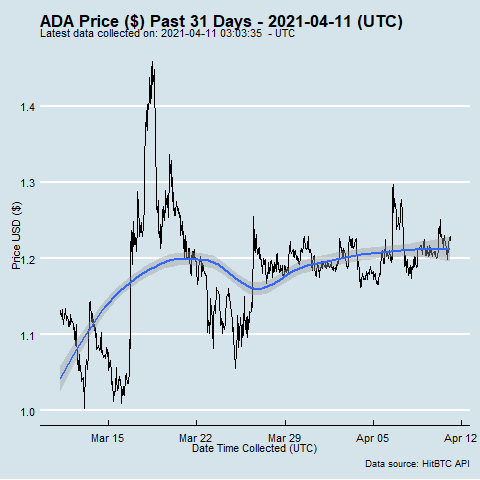 ADA Price ($) Past 31 Days - 2021-04-11 (UTC)
Latest data collected on: 2021-04-11 03:03:35 - UTC
Price USD ($)
1.4
1.3
1.2
1.1
1.0
Mar 15 Mar 22 Mar 29 Apr 05 Apr 12
Date Time Collected (UTC)
Data source: HitBTC API